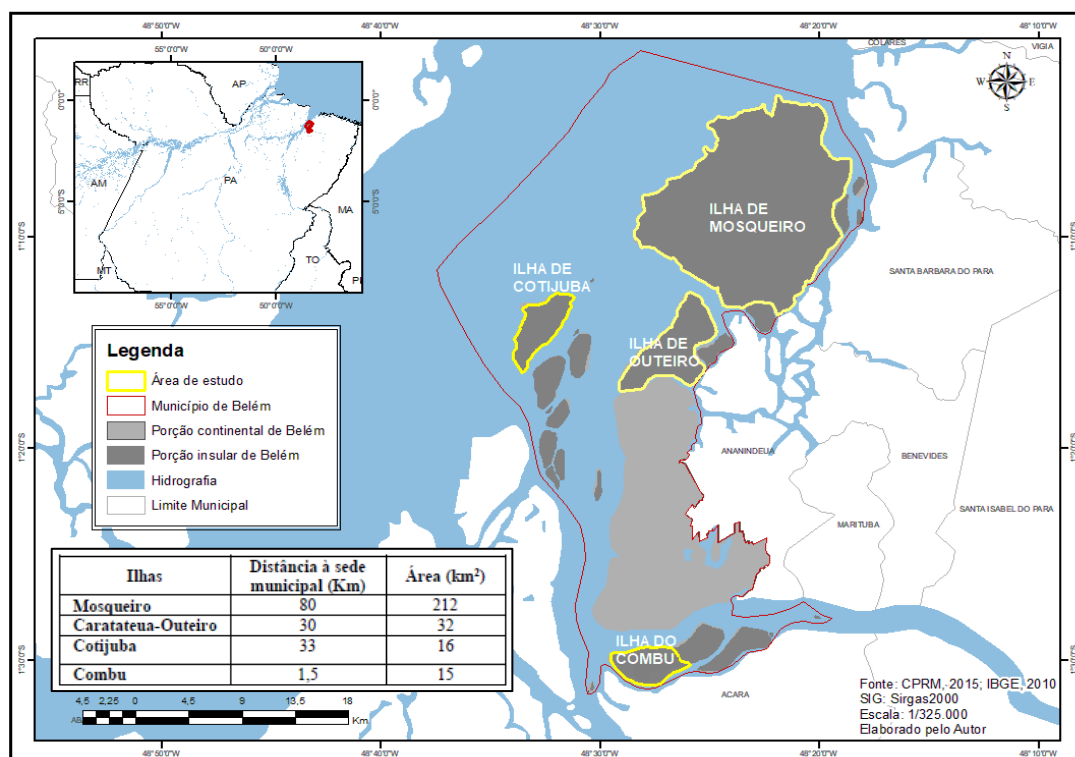 48°50'0"W 48°40'0"W 48°30'0"W 48°20'0"W 48°10'0"W
COLARES
VIGIA
N
W E
S
55°0'0"W 50°0'0"W
RR
AP
0°0'0"
AM
PA
5°0'0"S
MA
MT
TO
55°0'0"W 50°0'0"W
1°10'0"S
ILHA DE
MOSQUEIRO
SANTA BARBARA DO PARA
ILHA DE
COTIJUBA
ILHA DE
OUTEIRO
Legenda
Área de estudo
Município de Belém
Porção continental de Belém
Porção insular de Belém
Hidrografia
Limite Municipal
1°20'0"S
ANANINDEUA
BENEVIDES
SANTA ISABEL DO PARA
MARITUBA
Ilhas Distância à sede municipal (Km) Área (km²)
Mosqueiro 80 212
Caratateua-Outeiro 30 32
Cotijuba 33 16
Combu 1,5 15
ILHA DO
COMBU
1°30'0"S
ACARA
4,5 2,25 0 4,5 9 13,5 18
Km
Fonte: CPRM, 2015; IBGE, 2010
SIG: Sirgas2000
Escala: 1/325.000
Elaborado pelo Autor
48°50'0"W 48°40'0"W 48°30'0"W 48°20'0"W 48°10'0"W